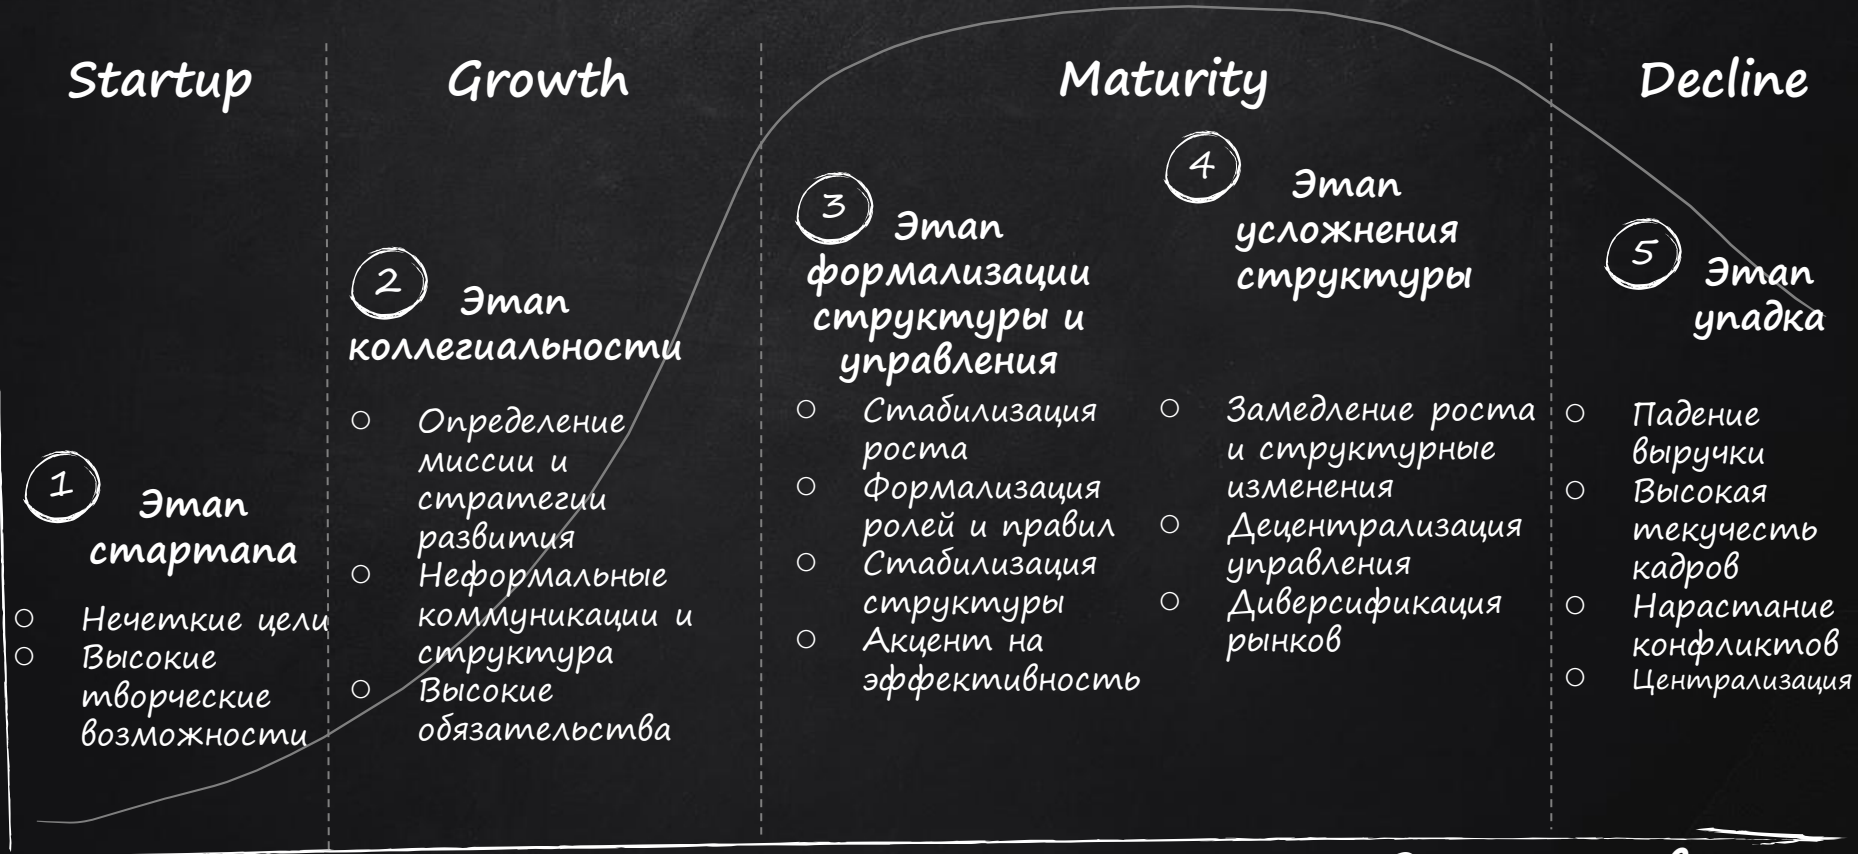 Startup
Growth
Maturity
Decline
1
Этап
стартапа
Нечеткие цели
Высокие
творческие
возможности
2
Этап
коллегиальности
Определение
миссии и
стратегии
развития
Неформальные
коммуникации и
структура
Высокие
обязательства
3
Этап
формализации
структуры и
управления
Стабилизация
роста
Формализация
ролей и правил
Стабилизация
структуры
Акцент на
эффективность
4
Этап
усложнения
структуры
Замедление роста
и структурные
изменения
Децентрализация
управления
Диверсификация
рынков
5
Этап
упадка
Падение
выручки
Высокая
текучесть
кадров
Нарастание
конфликтов
Централизация